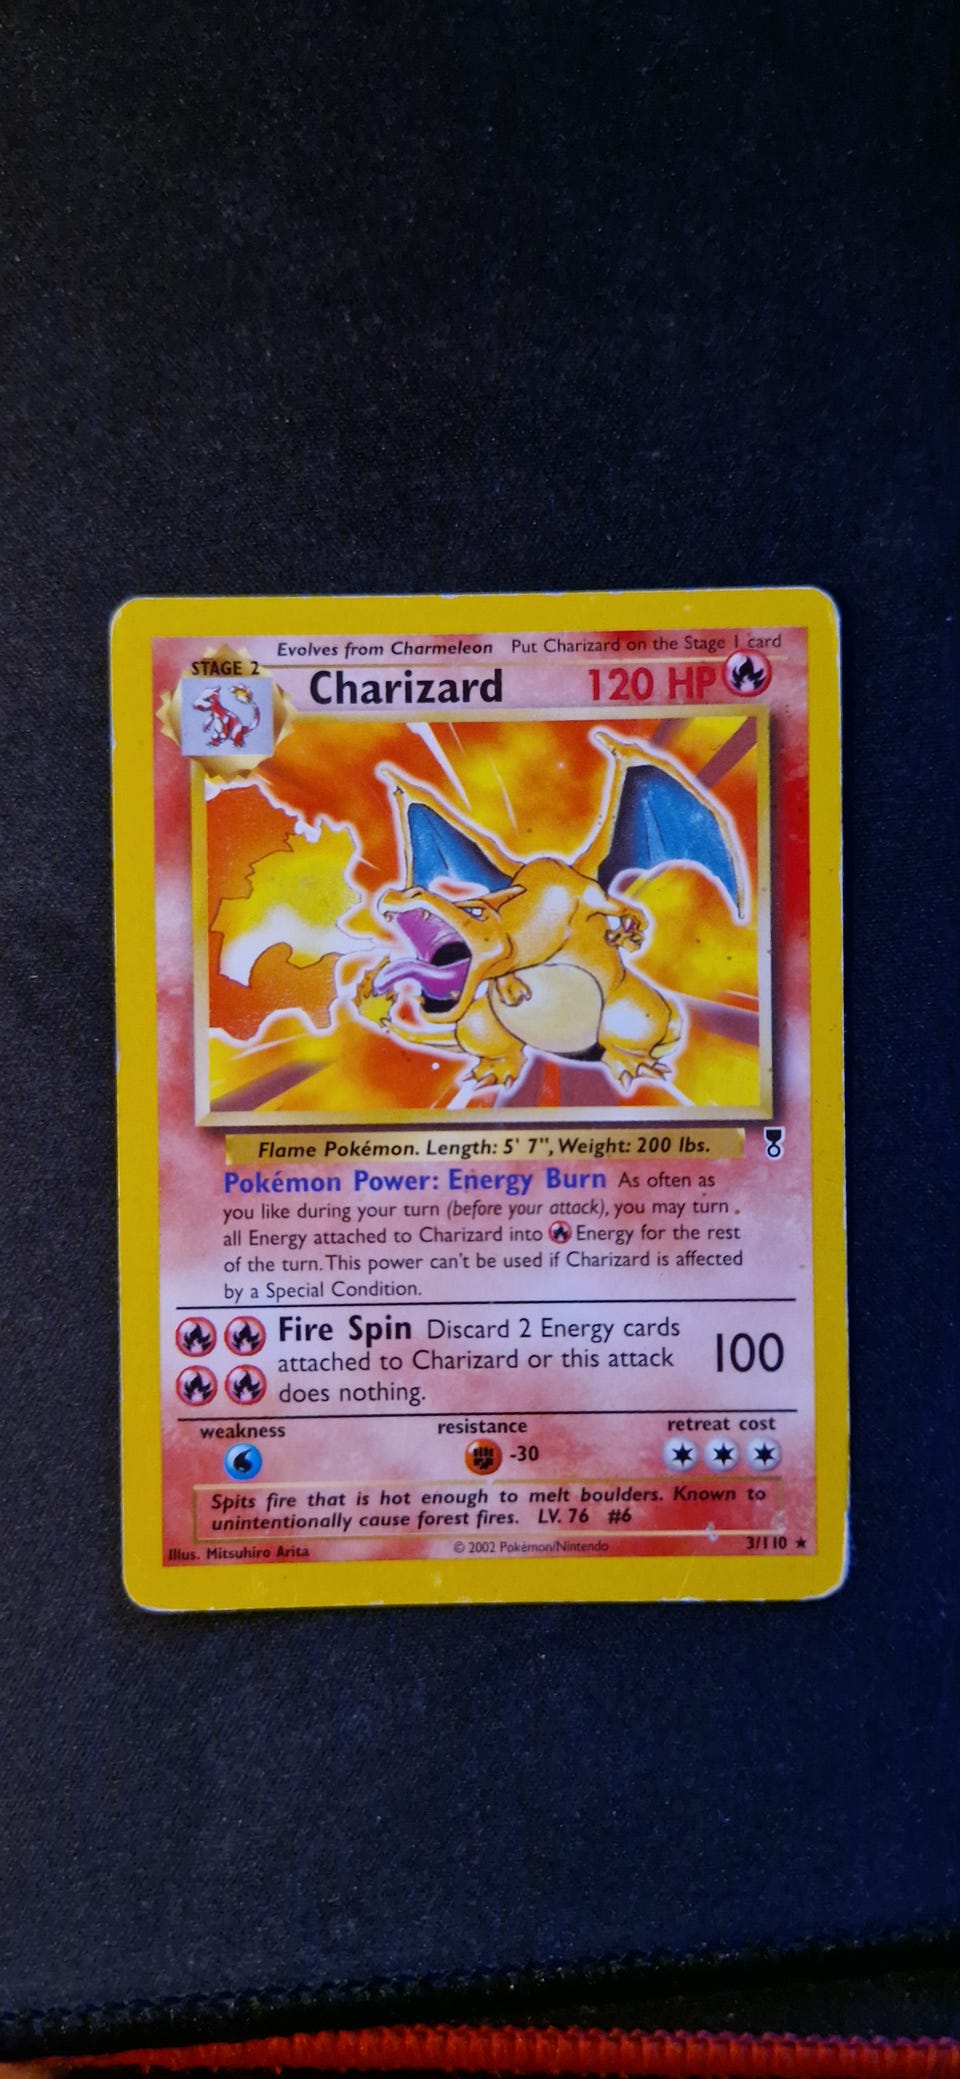 Evolves from Charmeleon Put Charizard on the Stage 1 card
STAGE 2
Charizard 120 HP
Flame Pokémon. Length: 5' 7", Weight: 200 lbs.
Pokémon Power: Energy Burn As often as
you like during your turn (before your attack), you may turn
all Energy attached to Charizard into Energy for the rest
of the turn. This power can't be used if Charizard is affected
by a Special Condition.
Fire Spin Discard 2 Energy cards
attached to Charizard or this attack
does nothing.
100
weakness resistance retreat cost
-30
Spits fire that is hot enough to melt boulders. Known to
unintentionally cause forest fires. LV. 76 #6
Illus. Mitsuhiro Arita © 2002 Pokémon/Nintendo 3/110 ★